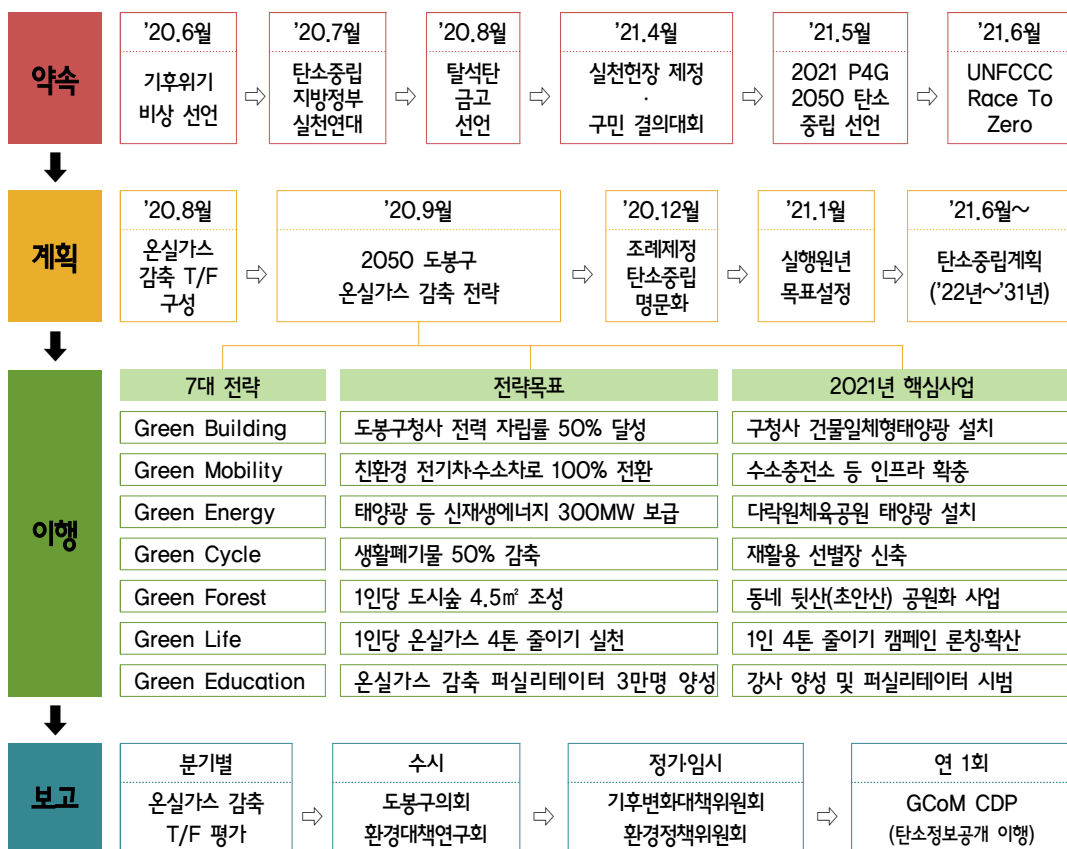 약속
'20.6월
기후위기
비상 선언
'20.7월
탄소중립
지방정부
실천연대
'20.8월
탈석탄
금고
선언
'21.4월
실천헌장 제정
·
구민 결의대회
'21.5월
2021 P4G
2050 탄소
중립 선언
'21.6월
UNFCCC
Race To
Zero
계획
'20.8월
온실가스
감축 T/F
구성
'20.9월
2050 도봉구
온실가스 감축 전략
'20.12월
조례제정
탄소중립
명문화
'21.1월
실행원년
목표설정
'21.6월~
탄소중립계획
('22년~'31년)
이행
7대 전략 전략목표 2021년 핵심사업
Green Building 도봉구청사 전력 자립률 50% 달성 구청사 건물일체형태양광 설치
Green Mobility 친환경 전기차·수소차로 100% 전환 수소충전소 등 인프라 확충
Green Energy 태양광 등 신재생에너지 300MW 보급 다락원체육공원 태양광 설치
Green Cycle 생활폐기물 50% 감축 재활용 선별장 신축
Green Forest 1인당 도시숲 4.5㎡ 조성 동네 뒷산(초안산) 공원화 사업
Green Life 1인당 온실가스 4톤 줄이기 실천 1인 4톤 줄이기 캠페인 론칭·확산
Green Education 온실가스 감축 퍼실리테이터 3만명 양성 강사 양성 및 퍼실리테이터 시범
보고
분기별
온실가스 감축
T/F 평가
수시
도봉구의회
환경대책연구회
정기·임시
기후변화대책위원회
환경정책위원회
연 1회
GCoM CDP
(탄소정보공개 이행)